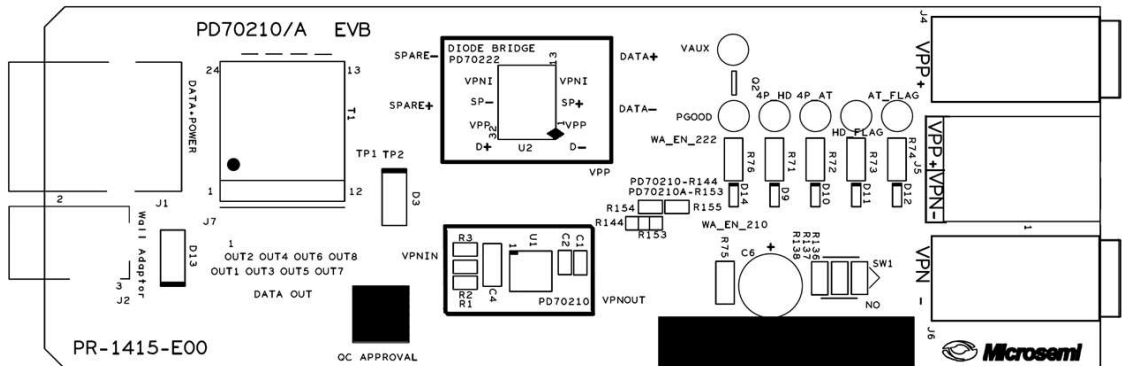 PD70210/A EVB
24
13
DATA+POWER
T1
1
12
2
J1
J7
Wall Adaptor
3
J2
D13
1
OUT2 OUT4 OUT6 OUT8
OUT1 OUT3 OUT5 OUT7
DATA OUT
PR-1415-E00
QC APPROVAL
TP1 TP2
D3
SPARE-
SPARE+
DIODE BRIDGE
PD70222
13
VPNI
VPNI
SP-
SP+
VPP
VPP
32
1
D+
U2
D-
DATA+
DATA-
VPP
VPNIN
R3
R2
R1
C4
1
U1
C2
C1
PD70210
VPNOUT
VAUX
Q2
PGOOD
4P_HD
4P_AT
HD_FLAG
AT_FLAG
WA_EN_222
R76
R71
R72
R73
R74
D14
D9
D10
D11
D12
PD70210-R144
PD70210A-R153
R154
R155
R144
R153
WA_EN_210
R75
C6
+
R138
R137
R136
SW1
NO
J4
VPP +
J5
VPP+
VPN-
1
VPN -
J6
Microsemi